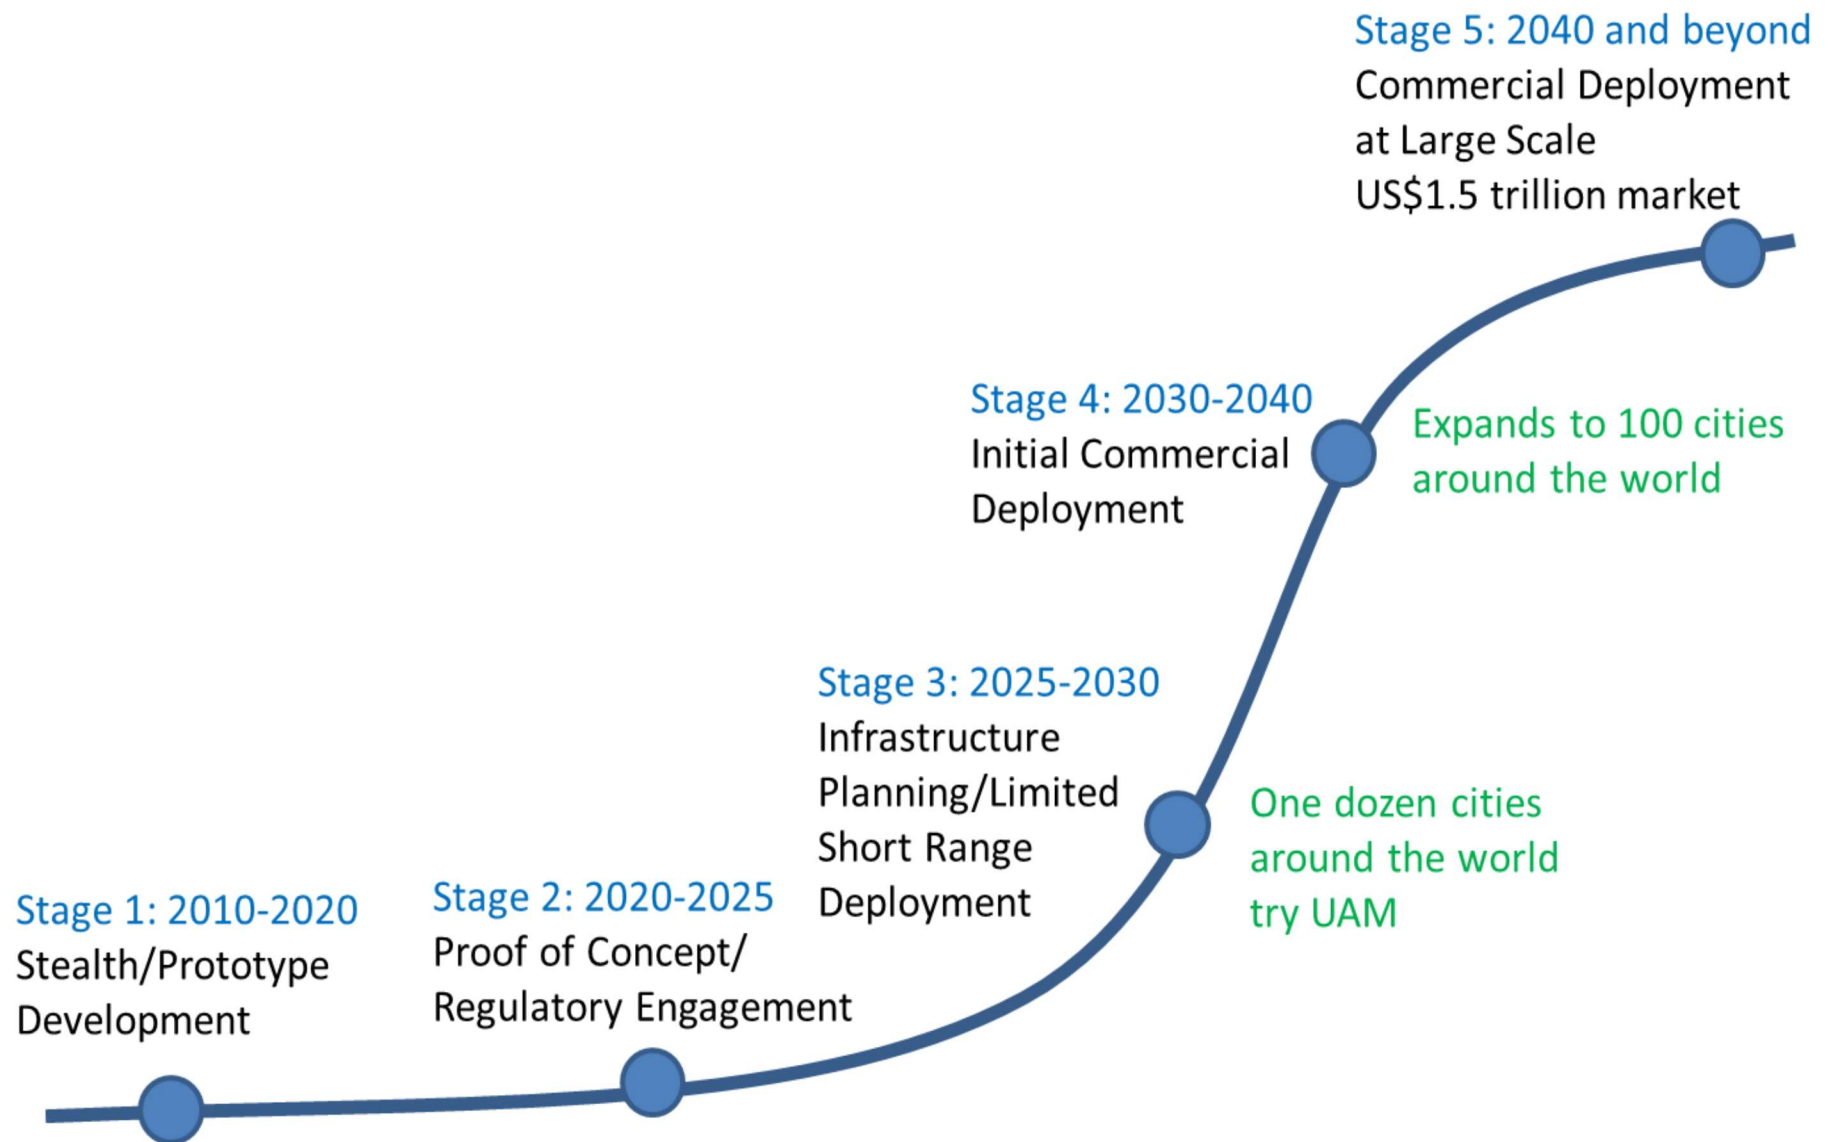 Stage 5: 2040 and beyond
Commercial Deployment
at Large Scale
US$1.5 trillion market
Stage 4: 2030-2040
Initial Commercial
Deployment
Expands to 100 cities
around the world
Stage 3: 2025-2030
Infrastructure
Planning/Limited
Short Range
Deployment
One dozen cities
around the world
try UAM
Stage 1: 2010-2020
Stealth/Prototype
Development
Stage 2: 2020-2025
Proof of Concept/
Regulatory Engagement